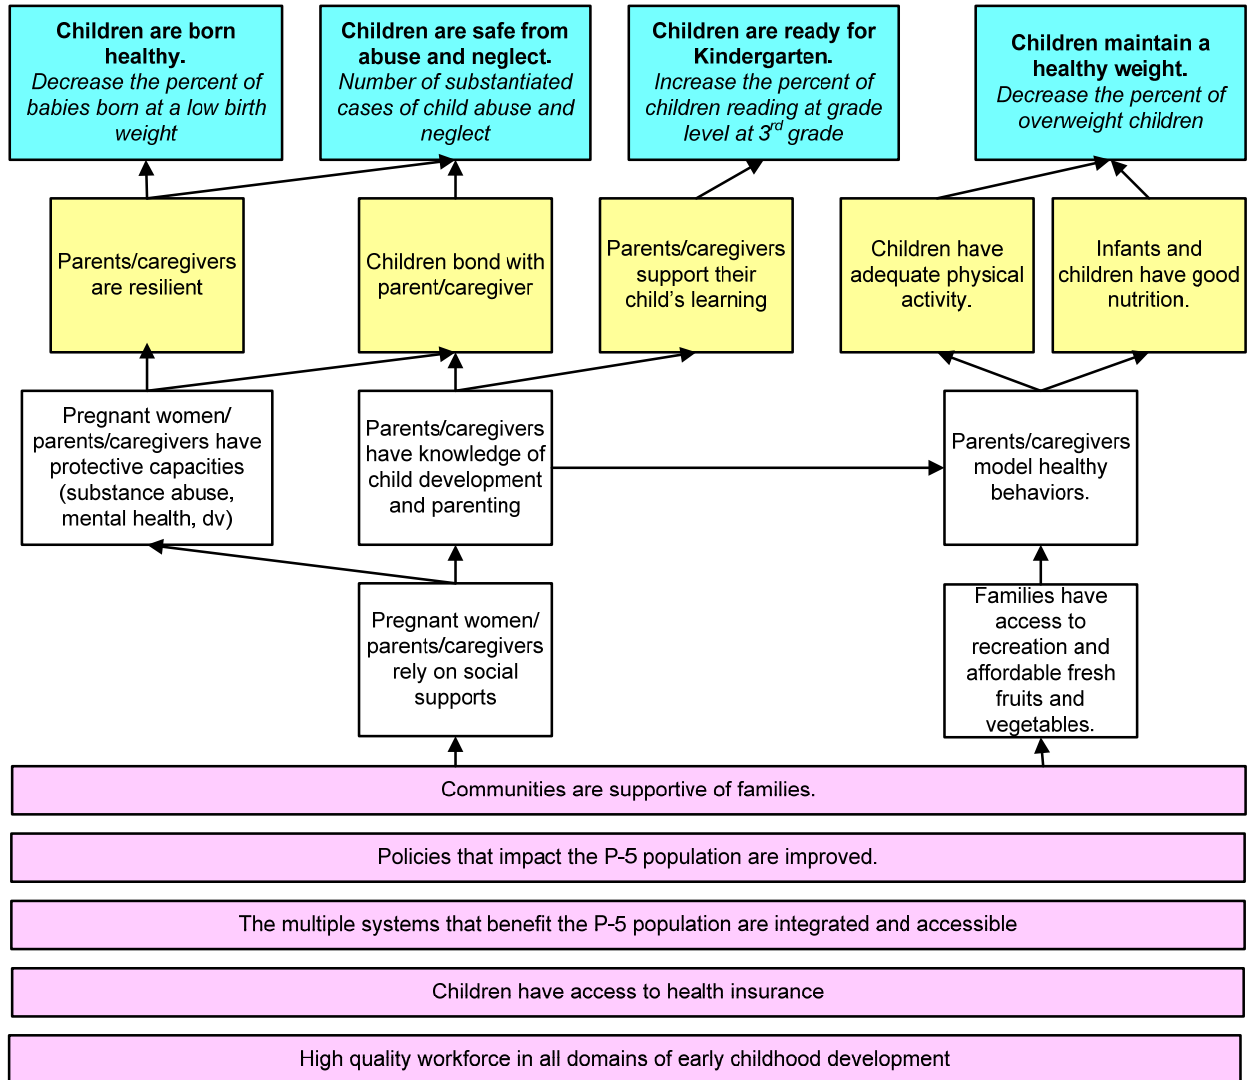 Children are born
healthy.
Decrease the percent of
babies born at a low birth
weight
Children are safe from
abuse and neglect.
Number of substantiated
cases of child abuse and
neglect
Children are ready for
Kindergarten.
Increase the percent of
children reading at grade
level at 3rd grade
Children maintain a
healthy weight.
Decrease the percent of
overweight children
Parents/caregivers
are resilient
Children bond with
parent/caregiver
Parents/caregivers
support their
child's learning
Children have
adequate physical
activity.
Infants and
children have good
nutrition.
Pregnant women/
parents/caregivers have
protective capacities
(substance abuse,
mental health, dv)
Parents/caregivers
have knowledge of
child development
and parenting
Parents/caregivers
model healthy
behaviors.
Pregnant women/
parents/caregivers
rely on social
supports
Families have
access to
recreation and
affordable fresh
fruits and
vegetables.
Communities are supportive of families.
Policies that impact the P-5 population are improved.
The multiple systems that benefit the P-5 population are integrated and accessible
Children have access to health insurance
High quality workforce in all domains of early childhood development